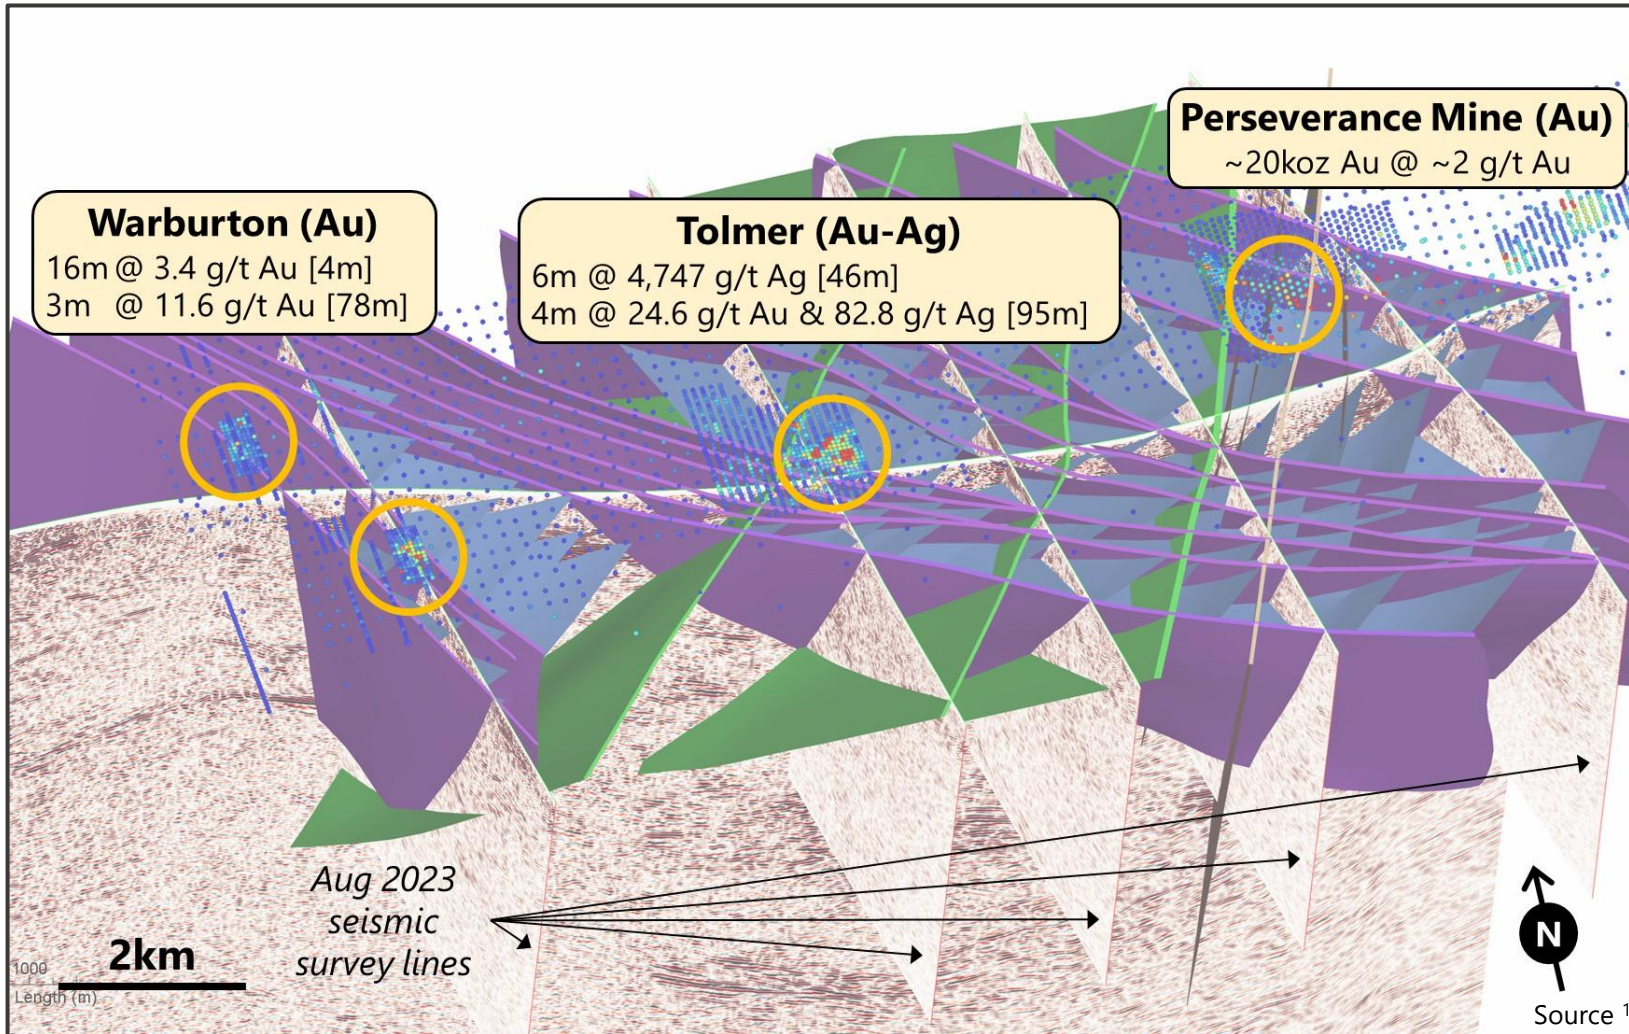 Perseverance Mine (Au)
~20koz Au @ ~2 g/t Au
Warburton (Au)
16m @ 3.4 g/t Au [4m]
3m @ 11.6 g/t Au [78m]
Tolmer (Au-Ag)
6m @ 4,747 g/t Ag [46m]
4m @ 24.6 g/t Au & 82.8 g/t Ag [95m]
Aug 2023
seismic
survey lines
2km
1000
Length (m)
N
Source 1